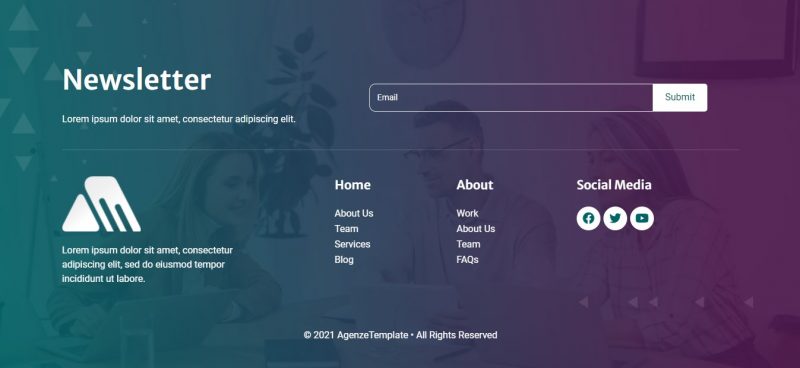 Newsletter
Lorem ipsum dolor sit amet, consectetur adipiscing elit.
Email
Submit
Lorem ipsum dolor sit amet, consectetur
adipiscing elit, sed do eiusmod tempor
incididunt ut labore.
Home
About Us
Team
Services
Blog
About
Work
About Us
Team
FAQs
Social Media
© 2021 AgenzeTemplate • All Rights Reserved